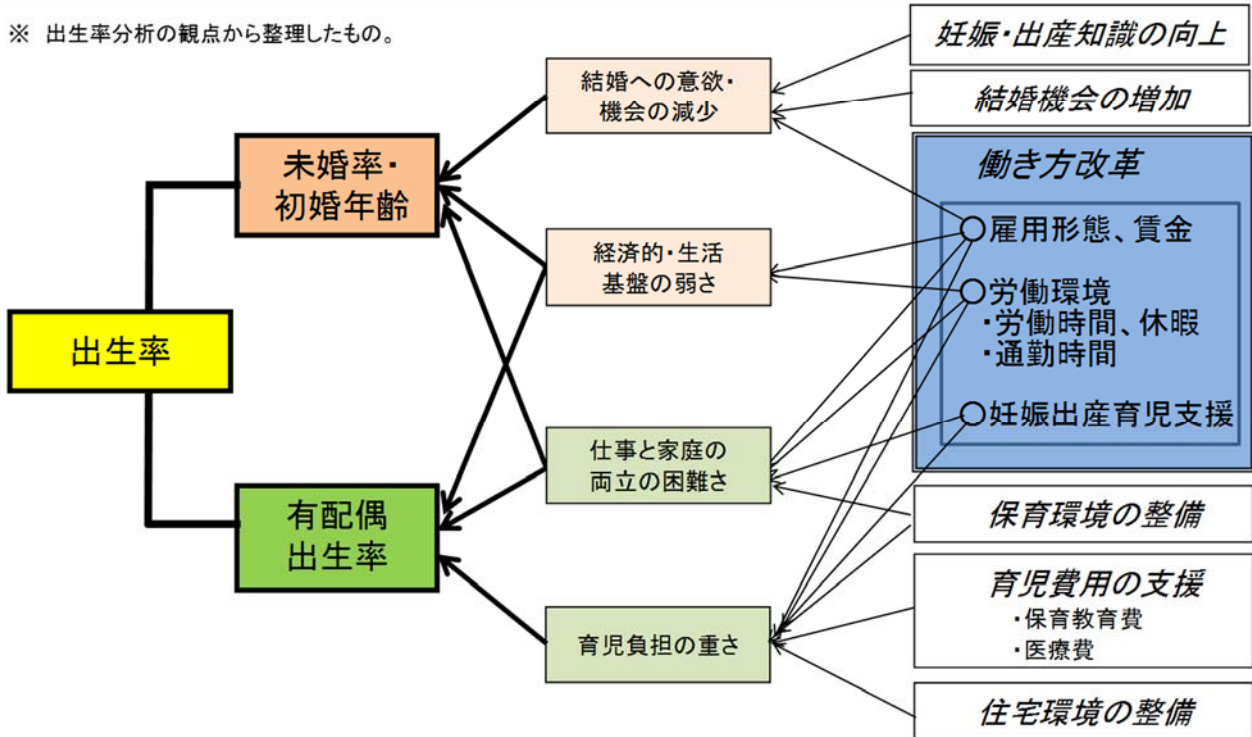 ※ 出生率分析の観点から整理したもの。
出生率
未婚率・
初婚年齢
有配偶
出生率
結婚への意欲・
機会の減少
経済的・生活
基盤の弱さ
仕事と家庭の
両立の困難さ
育児負担の重さ
妊娠・出産知識の向上
結婚機会の増加
働き方改革
○雇用形態、賃金
○労働環境
・労働時間、休暇
・通勤時間
○妊娠出産育児支援
保育環境の整備
育児費用の支援
・保育教育費
・医療費
住宅環境の整備